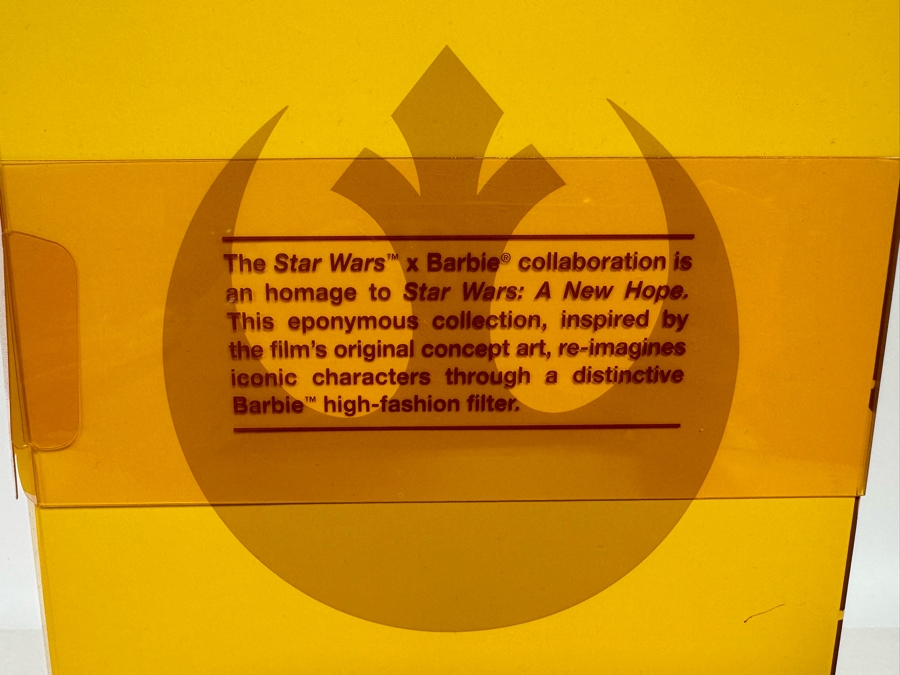 The Star Wars™ x Barbie® collaboration is
an homage to Star Wars: A New Hope.
This eponymous collection, inspired by
the film's original concept art, re-imagines
iconic characters through a distinctive
Barbie™ high-fashion filter.